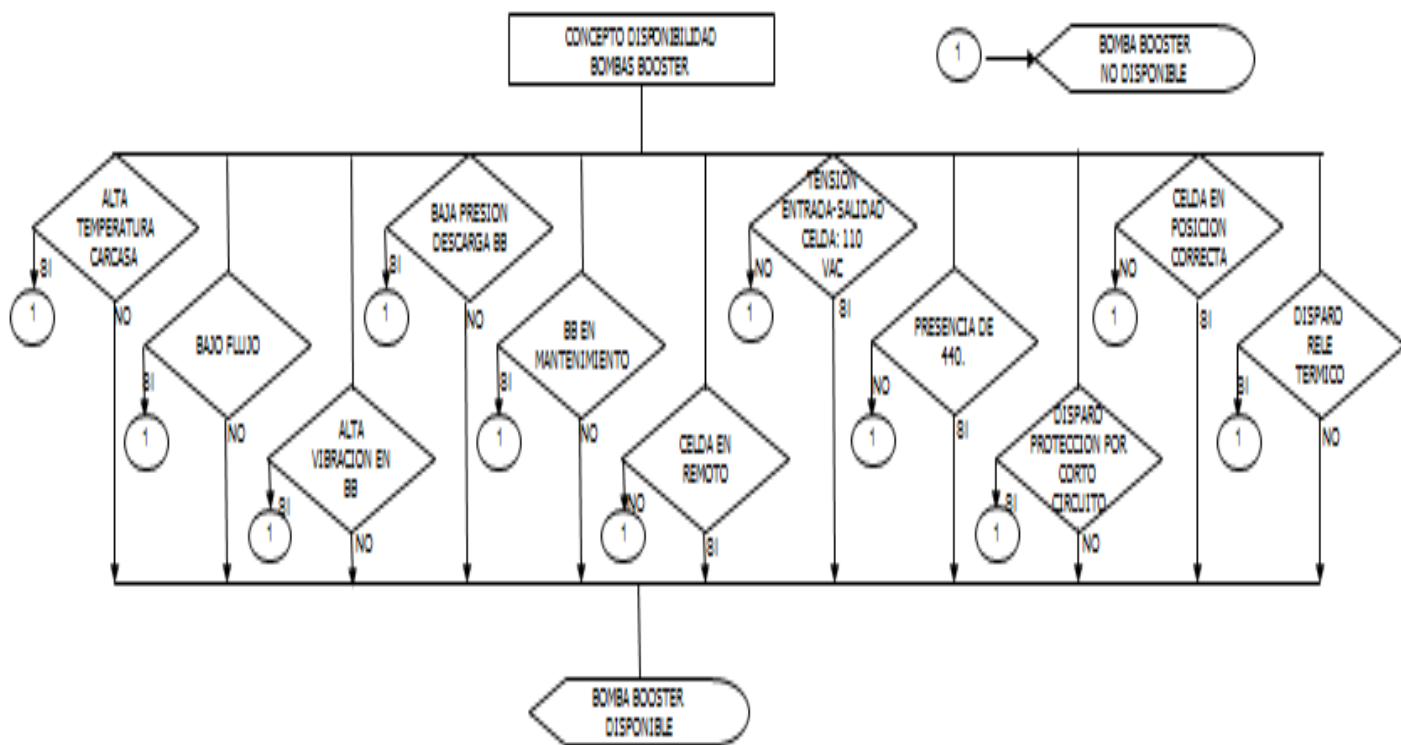 CONCEPTO DISPONIBILIDAD
BOMBAS BOOSTER
1
BOMBA BOOSTER
NO DISPONIBLE
ALTA
TEMPERATURA
CARCASA
SI
1
NO
BAJO FLUJO
SI
1
NO
ALTA
VIBRACION EN
BB
SI
1
NO
BAJA PRESION
DESCARGA BB
SI
1
NO
BB EN
MANTENIMIENTO
SI
1
NO
CELDA EN
REMOTO
NO
1
SI
TENSION
ENTRADA-SALIDAD
CELDA: 110
VAC
NO
1
SI
PRESENCIA DE
440.
NO
1
SI
DISPARO
PROTECCION POR
CORTO
CIRCUITO
SI
1
NO
CELDA EN
POSICION
CORRECTA
NO
1
SI
DISPARO
RELE
TERMICO
SI
1
NO
BOMBA BOOSTER
DISPONIBLE